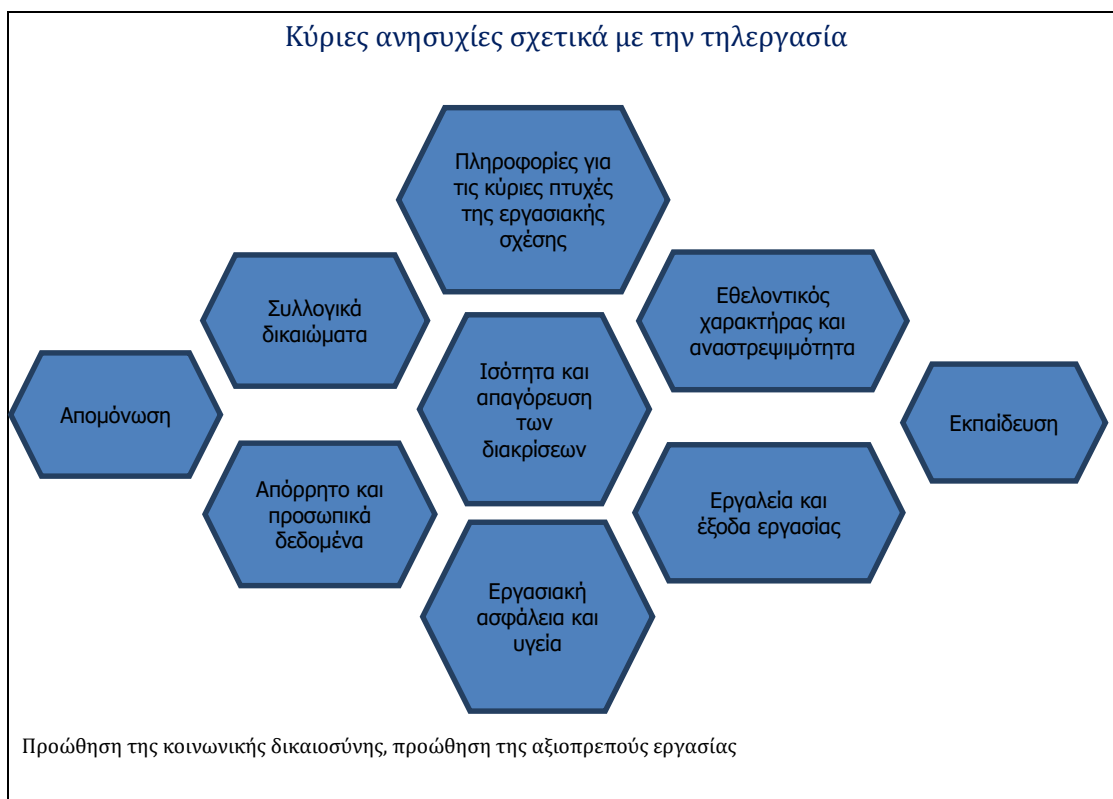 Κύριες ανησυχίες σχετικά με την τηλεργασία
Πληροφορίες για
τις κύριες πτυχές
της εργασιακής
σχέσης
Συλλογικά
δικαιώματα
Εθελοντικός
χαρακτήρας και
αναστρεψιμότητα
Απομόνωση
Ισότητα και
απαγόρευση
των
διακρίσεων
Εκπαίδευση
Απόρρητο και
προσωπικά
δεδομένα
Εργαλεία και
έξοδα εργασίας
Εργασιακή
ασφάλεια και
υγεία
Προώθηση της κοινωνικής δικαιοσύνης, προώθηση της αξιοπρεπούς εργασίας